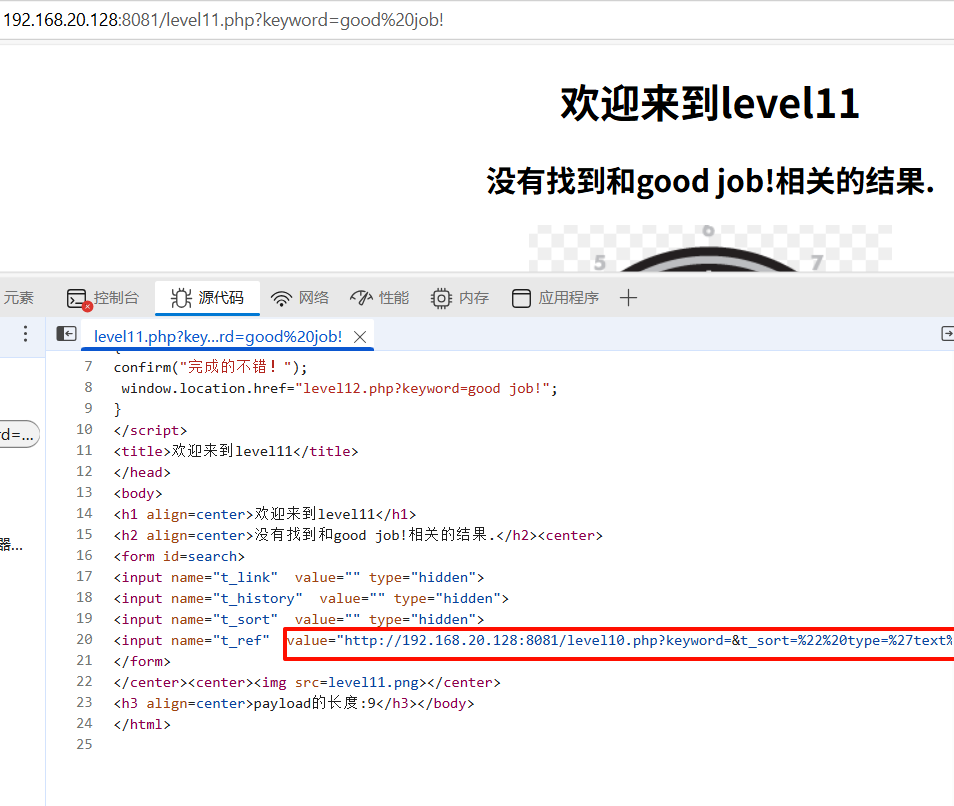 192.168.20.128:8081/level11.php?keyword=good%20job!
欢迎来到level11
没有找到和good job!相关的结果.
5 6 7
元素 控制台 源代码 网络 性能 内存 应用程序
level11.php?key...rd=good%20job!
7 confirm("完成的不错！");
8 window.location.href="level12.php?keyword=good job!";
rd=...
9 }
10 </script>
11 <title>欢迎来到level11</title>
12 </head>
13 <body>
14 <h1 align=center>欢迎来到level11</h1>
15 <h2 align=center>没有找到和good job!相关的结果.</h2><center>
器...
16 <form id=search>
17 <input name="t_link"  value="" type="hidden">
18 <input name="t_history"  value="" type="hidden">
19 <input name="t_sort"  value="" type="hidden">
20 <input name="t_ref"  value="http://192.168.20.128:8081/level10.php?keyword=&t_sort=%22%20type=%27text%
21 </form>
22 </center><center><img src=level11.png></center>
23 <h3 align=center>payload的长度:9</h3></body>
24 </html>
25